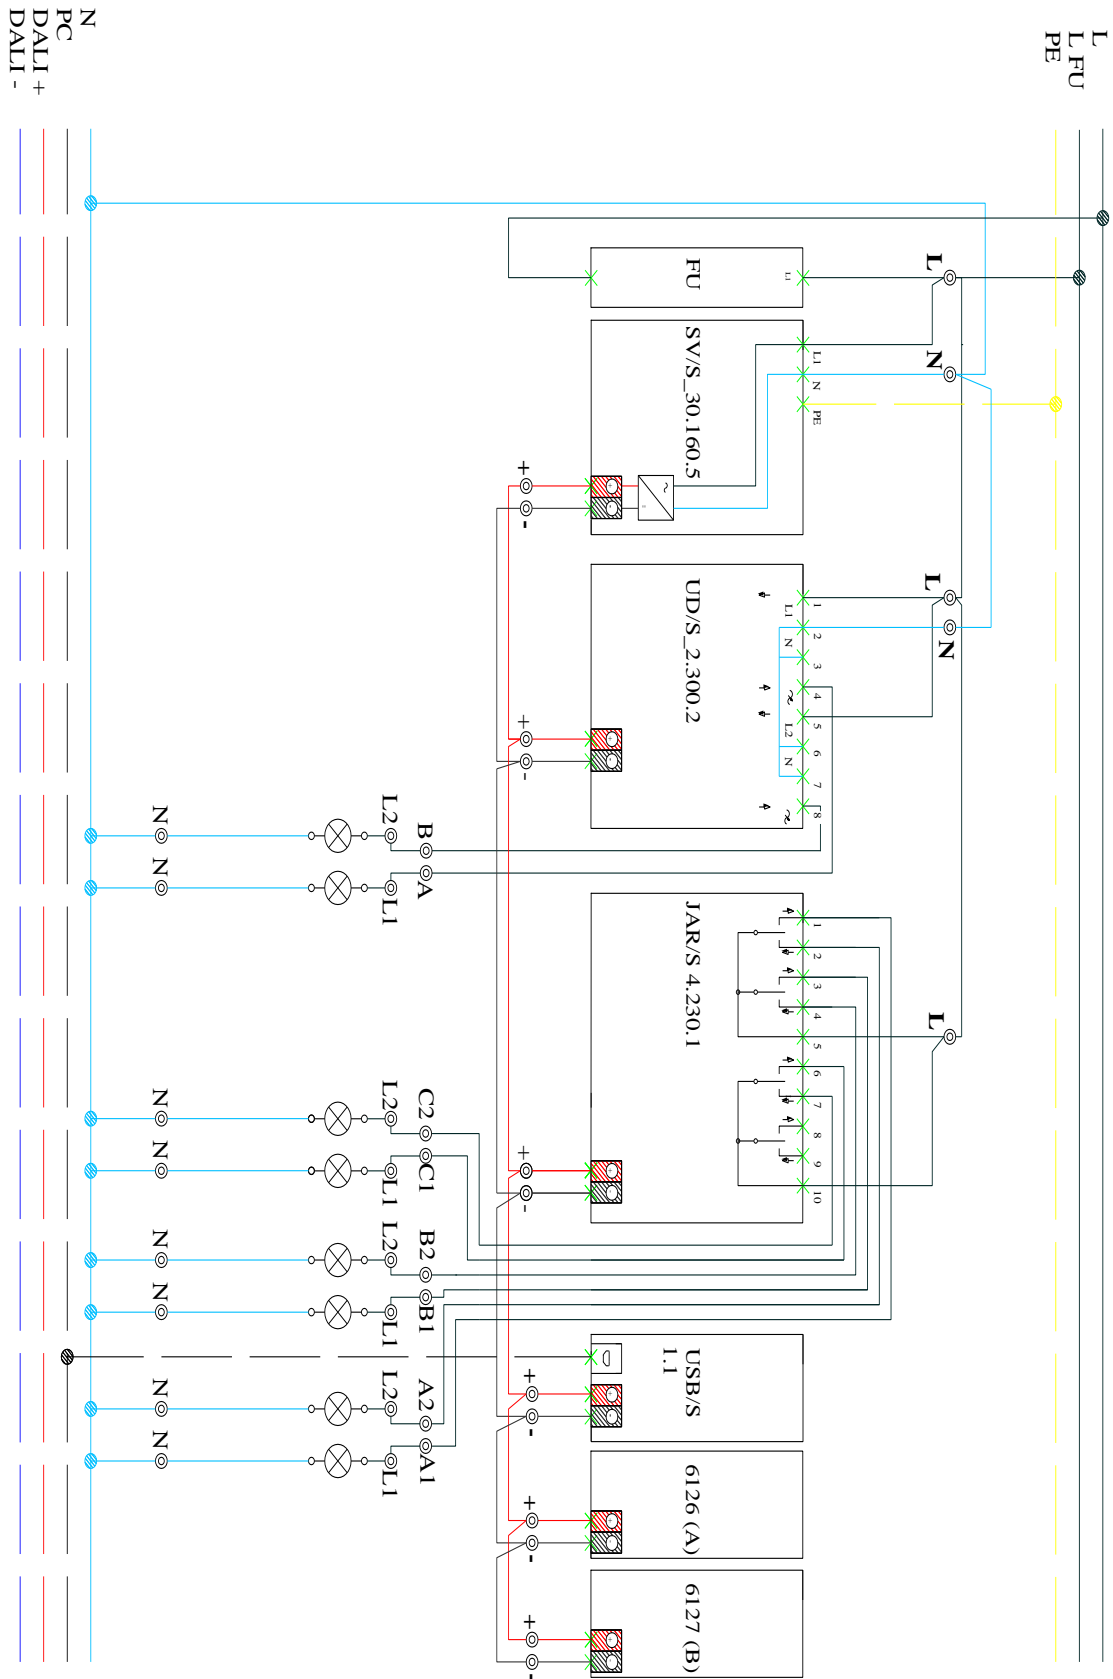 L
L FU
PE
L
N
L
N
L
FU
L1
SV/S_30.160.5
L1
N
PE
+
-
UD/S_2.300.2
1
L1
2
N
3
4
5
L2
6
N
7
8
+
-
JAR/S 4.230.1
1
2
3
4
5
6
7
8
9
10
+
-
USB/S
1.1
+
-
6126 (A)
+
-
6127 (B)
+
-
B
A
L2
L1
N
N
C2
C1
L2
L1
N
N
B2
B1
L2
L1
N
N
A2
A1
L2
L1
N
N
N
PC
DALI +
DALI -